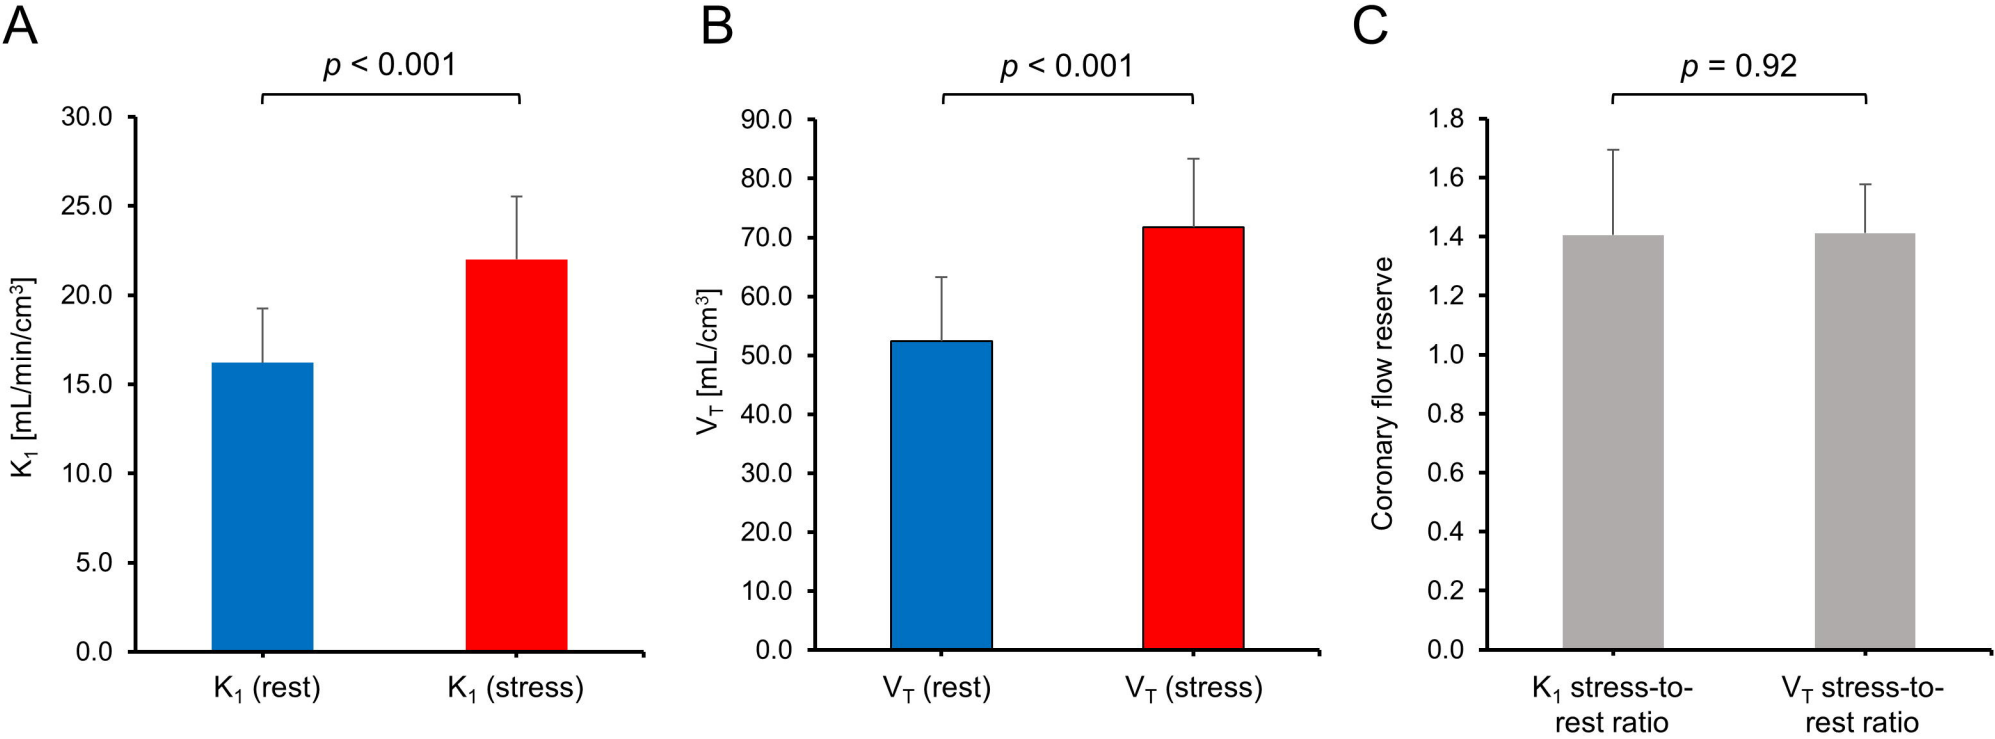 A
p < 0.001
30.0
25.0
20.0
15.0
10.0
5.0
0.0
K₁ [mL/min/cm³]
K₁ (rest)
K₁ (stress)
B
p < 0.001
90.0
80.0
70.0
60.0
50.0
40.0
30.0
20.0
10.0
0.0
V_T [mL/cm³]
V_T (rest)
V_T (stress)
C
p = 0.92
1.8
1.6
1.4
1.2
1.0
0.8
0.6
0.4
0.2
0.0
Coronary flow reserve
K₁ stress-to-
rest ratio
V_T stress-to-
rest ratio